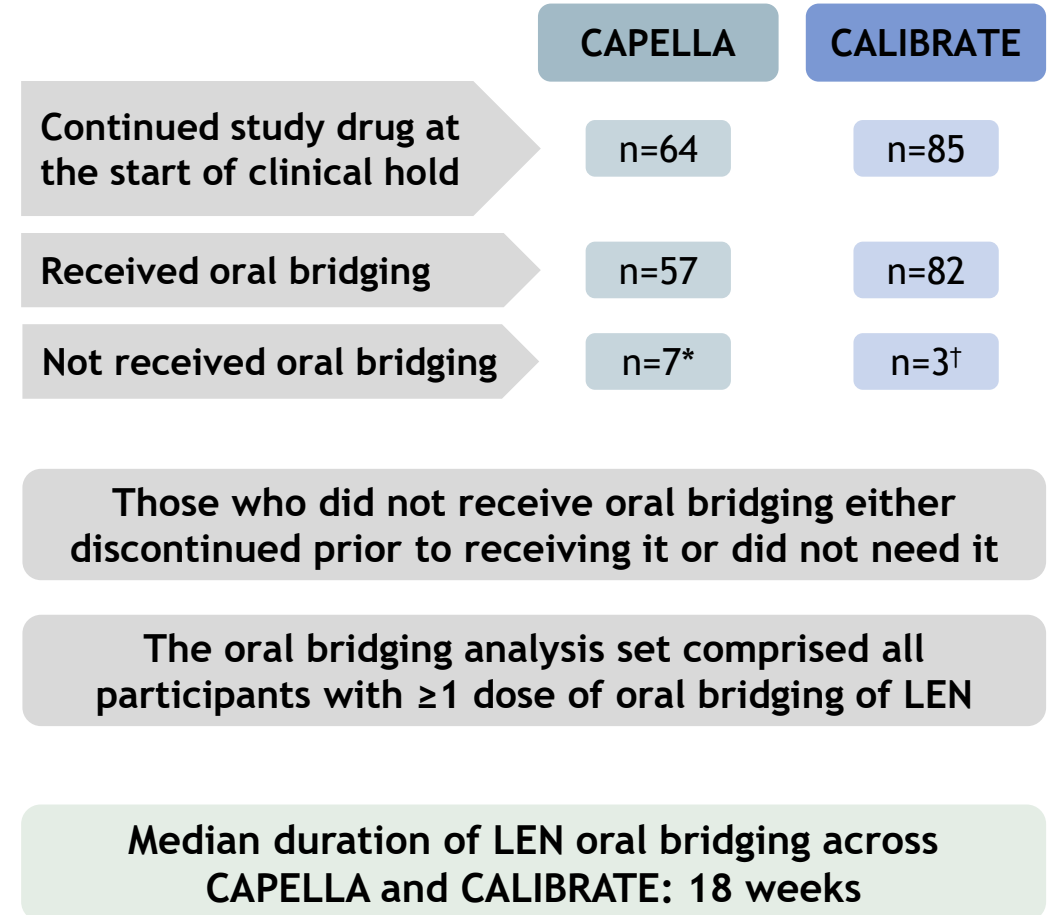 CAPELLA CALIBRATE
Continued study drug at
the start of clinical hold
n=64 n=85
Received oral bridging n=57 n=82
Not received oral bridging n=7* n=3†
Those who did not receive oral bridging either
discontinued prior to receiving it or did not need it
The oral bridging analysis set comprised all
participants with ≥1 dose of oral bridging of LEN
Median duration of LEN oral bridging across
CAPELLA and CALIBRATE: 18 weeks